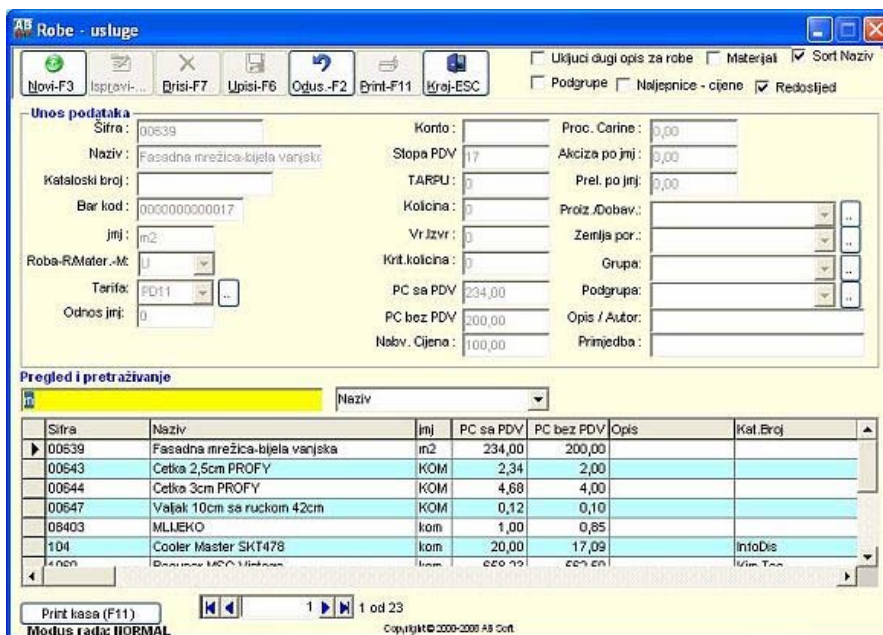 Robe - usluge
Novi-F3 Ispravi-... Brisi-F7 Upisi-F6 Odus.-F2 Print-F11 Kraj-ESC
Ukljuci dugi opis za robe Materijali Sort Naziv
Podgrupe Naljepnice - cijene Redoslijed
Unos podataka
Šifra : 00639 Konto : Proc. Carine : 0,00
Naziv : Fasadna mrežica-bijela vanjska Stopa PDV 17 Akciza po jmj : 0,00
Kataloski broj : TARPU : 0 Prel. po jmj: 0,00
Bar kod : 0000000000017 Kolicina : 0 Proiz./Dobav.: ..
jmj : m2 Vr.Izvr : 0 Zemlja por.: ..
Roba-R/Mater.-M: U Krit.kolicina : 0 Grupa: ..
Tarifa: PD11 .. PC sa PDV 234,00 Podgrupa: ..
Odnos jmj: 0 PC bez PDV 200,00 Opis / Autor:
Nabv. Cijena : 100,00 Primjedba :
Pregled i pretraživanje
Naziv
Sifra Naziv jmj PC sa PDV PC bez PDV Opis Kat.Broj
00639 Fasadna mrežica-bijela vanjska m2 234,00 200,00
00643 Cetka 2,5cm PROFY KOM 2,34 2,00
00644 Cetka 3cm PROFY KOM 4,68 4,00
00647 Valjak 10cm sa ruckom 42cm KOM 0,12 0,10
08403 MLIJEKO kom 1,00 0,85
104 Cooler Master SKT478 kom 20,00 17,09 InfoDis
Print kasa (F11) 1 1 od 23
Modus rada: NORMAL Copyright © 2000-2008 AB Soft